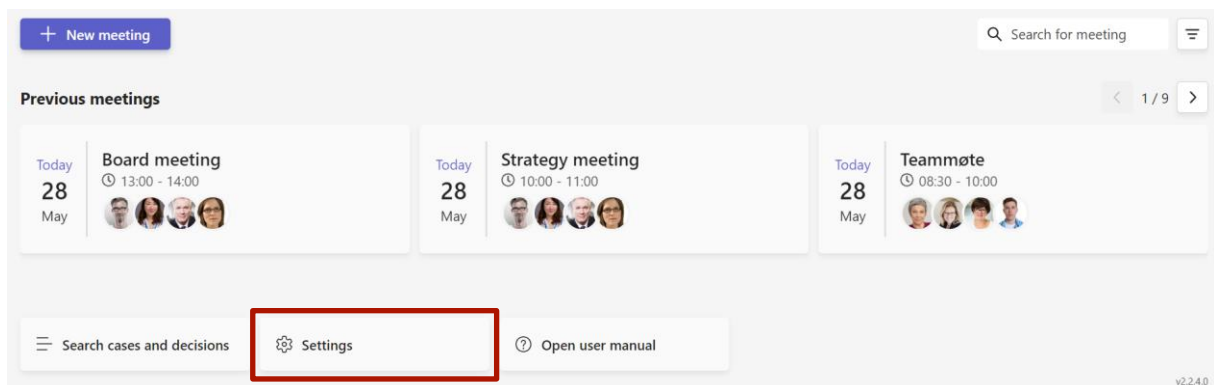 New meeting
Search for meeting
Previous meetings
1 / 9
Today
28
May
Board meeting
13:00 - 14:00
Today
28
May
Strategy meeting
10:00 - 11:00
Today
28
May
Teammøte
08:30 - 10:00
Search cases and decisions
Settings
Open user manual
v2.2.4.0